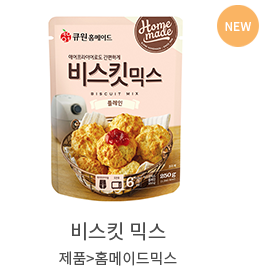 NEW
큐원 홈메이드
Home made
에어프라이어로도 간편하게
비스킷믹스
BISCUIT MIX
플레인
6
250g
비스킷 믹스
제품>홈메이드믹스